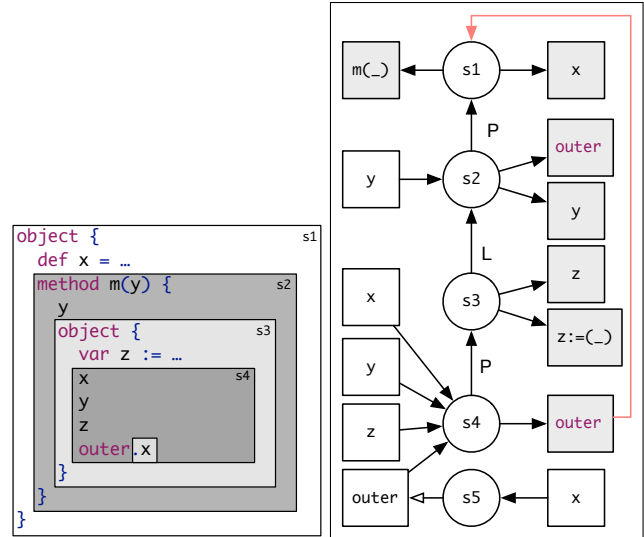 object { s1
def x = …
method m(y) { s2
y
object { s3
var z := …
x s4
y
z
outer.x
}
}
}
m(_) s1 x
P
outer
y s2
y
L
z
x s3
z:=(_)
y P
z s4 outer
outer s5 x